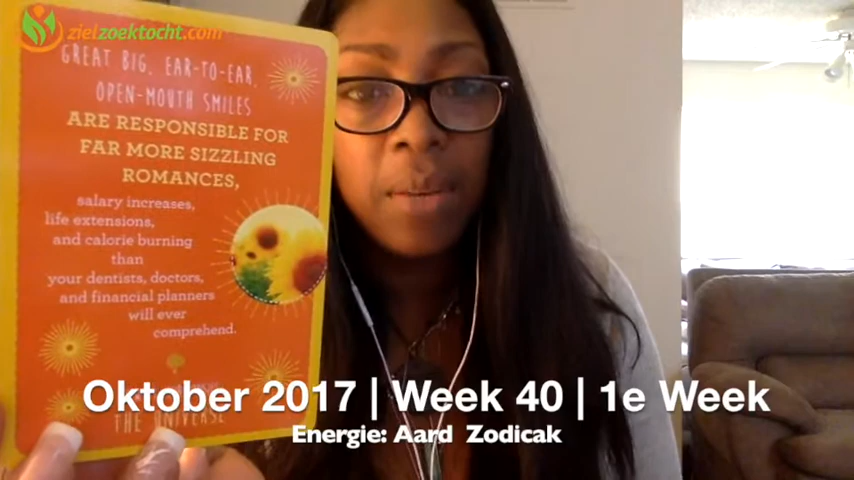 zielzoektocht.com
GREAT BIG, EAR-TO-EAR,
OPEN-MOUTH SMILES
ARE RESPONSIBLE FOR
FAR MORE SIZZLING
ROMANCES,
salary increases,
life extensions,
and calorie burning
than
your dentists, doctors,
and financial planners
will ever
comprehend.
THE UNIVERSE
Oktober 2017 | Week 40 | 1e Week
Energie: Aard Zodicak